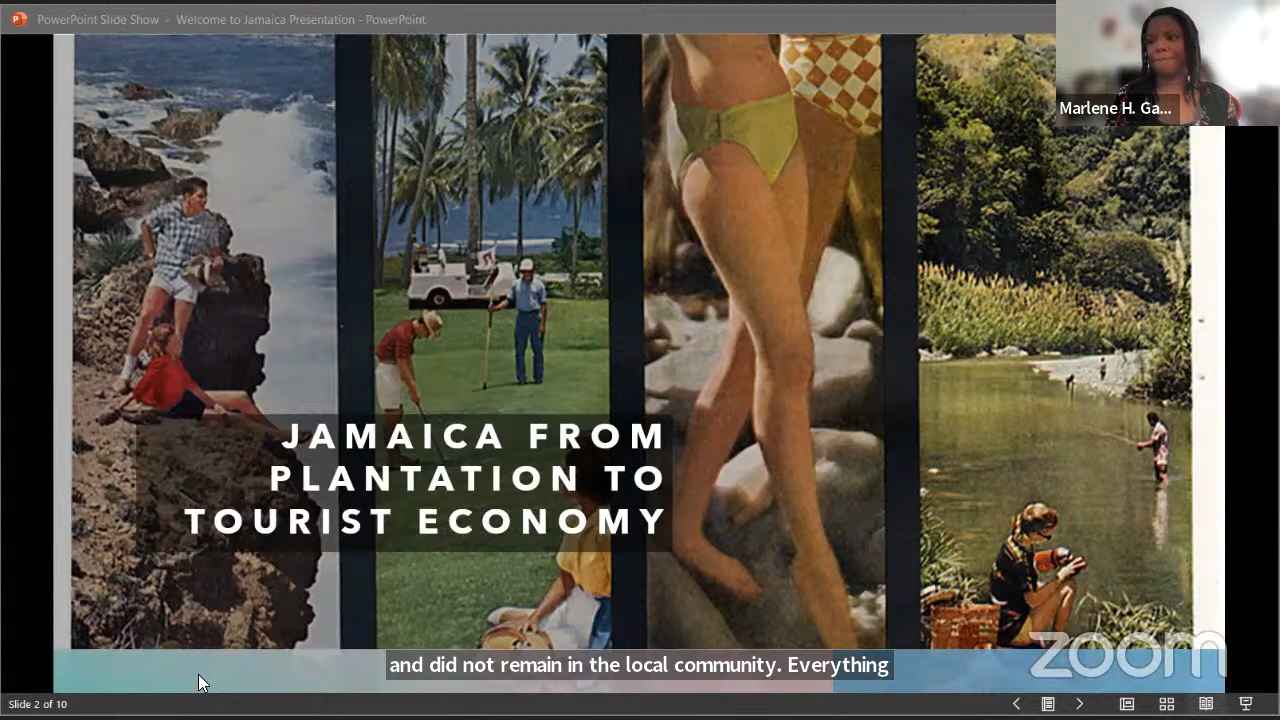 PowerPoint Slide Show - Welcome to Jamaica Presentation - PowerPoint
Marlene H. Ga...
JAMAICA FROM
PLANTATION TO
TOURIST ECONOMY
zoom
and did not remain in the local community. Everything
Slide 2 of 10